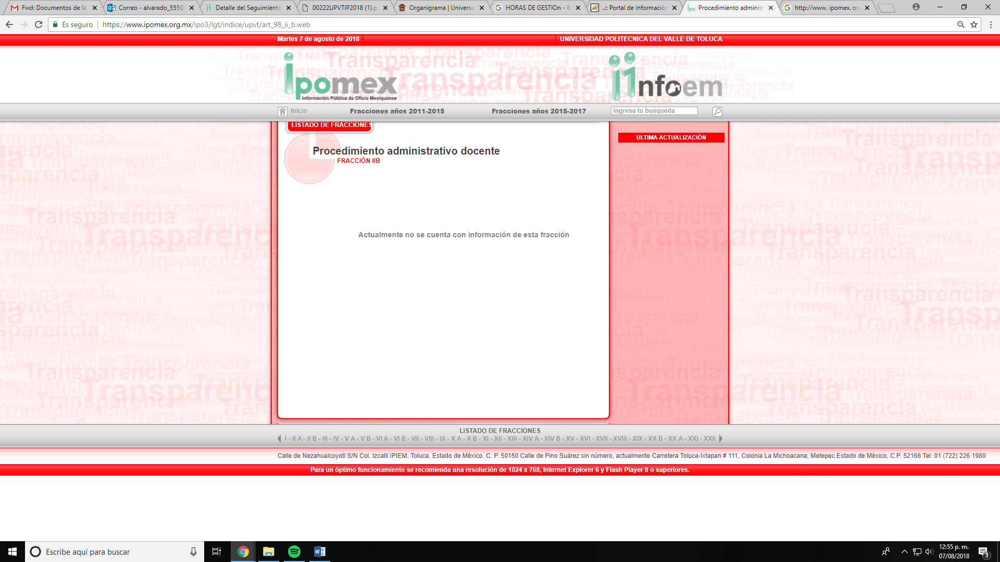 Fwd: Documentos de la
Correo - alvarado_555@
Detalle del Seguimiento
00222UPVTIP2018 (1).pd
Organigrama | Universid
HORAS DE GESTIOn - B
..:: Portal de Información
Procedimiento administ
http://www. ipomex. org
Es seguro
https://www.ipomex.org.mx/ipo3/lgt/indice/upvt/art_98_ii_b.web
Martes 7 de agosto de 2018
UNIVERSIDAD POLITECNICA DEL VALLE DE TOLUCA
Transparencia
ipomex
Información Pública de Oficio Mexiquense
infoem
Inicio
Fracciones años 2011-2015
Fracciones años 2015-2017
Ingresa tu busqueda
LISTADO DE FRACCIONES
ULTIMA ACTUALIZACIÓN
Procedimiento administrativo docente
FRACCIÓN IIB
Actualmente no se cuenta con información de esta fracción
LISTADO DE FRACCIONES
I - II A - II B - III - IV - V A - V B - VI A - VI B - VII - VIII - IX - X A - X B - XI - XII - XIII - XIV A - XIV B - XV - XVI - XVII - XVIII - XIX - XX B - XX A - XXI - XXII
Calle de Nezahualcoyotl S/N Col. Izcalli IPIEM, Toluca, Estado de México. C. P. 50150 Calle de Pino Suárez sin número, actualmente Carretera Toluca-Ixtapan # 111, Colonia La Michoacana; Metepec Estado de México, C.P. 52166 Tel: 01 (722) 226 1980
Para un óptimo funcionamiento se recomienda una resolución de 1024 x 768, Internet Explorer 6 y Flash Player 8 o superiores.
Escribe aquí para buscar
12:55 p. m.
07/08/2018
3